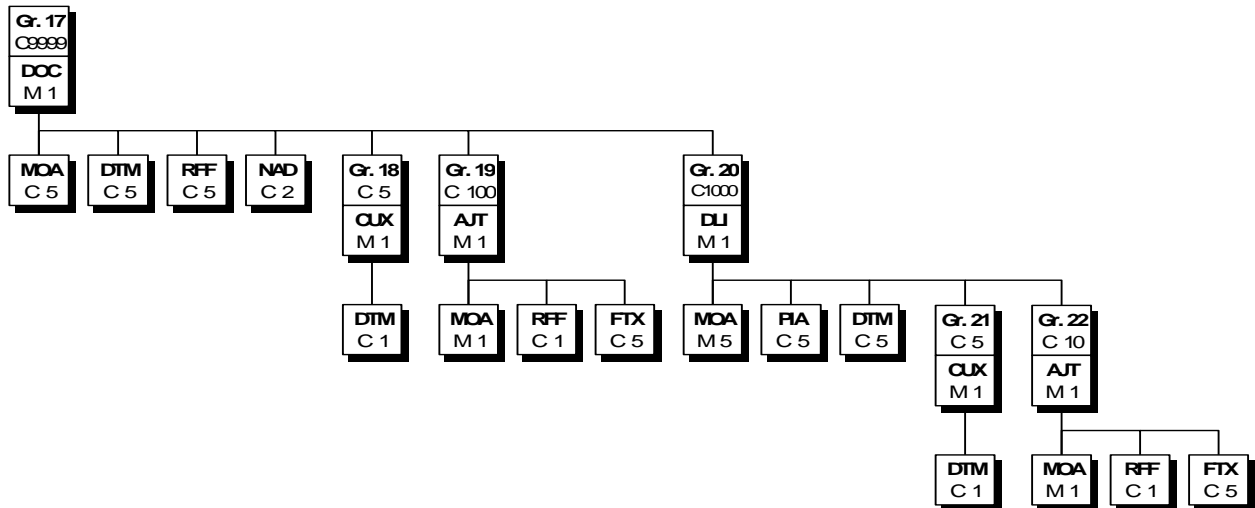 Gr. 17
C9999
DOC
M 1
MOA
C 5
DTM
C 5
RFF
C 5
NAD
C 2
Gr. 18
C 5
CUX
M 1
Gr. 19
C 100
AJT
M 1
Gr. 20
C1000
DLI
M 1
DTM
C 1
MOA
M 1
RFF
C 1
FTX
C 5
MOA
M 5
PIA
C 5
DTM
C 5
Gr. 21
C 5
CUX
M 1
Gr. 22
C 10
AJT
M 1
DTM
C 1
MOA
M 1
RFF
C 1
FTX
C 5